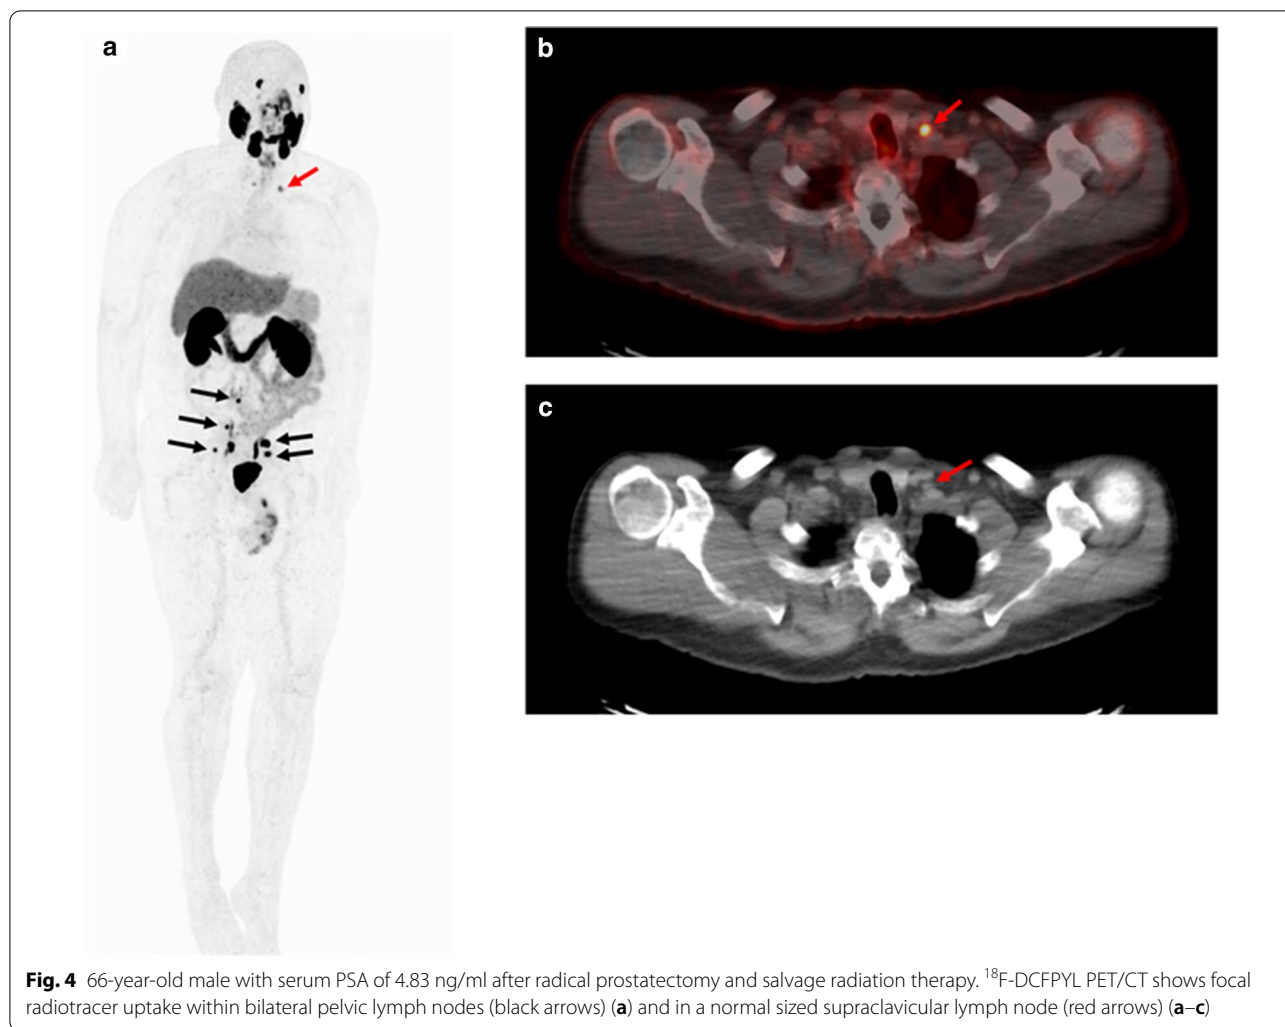 a
b
c
Fig. 4 66-year-old male with serum PSA of 4.83 ng/ml after radical prostatectomy and salvage radiation therapy. ¹⁸F-DCFPYL PET/CT shows focal
radiotracer uptake within bilateral pelvic lymph nodes (black arrows) (a) and in a normal sized supraclavicular lymph node (red arrows) (a–c)